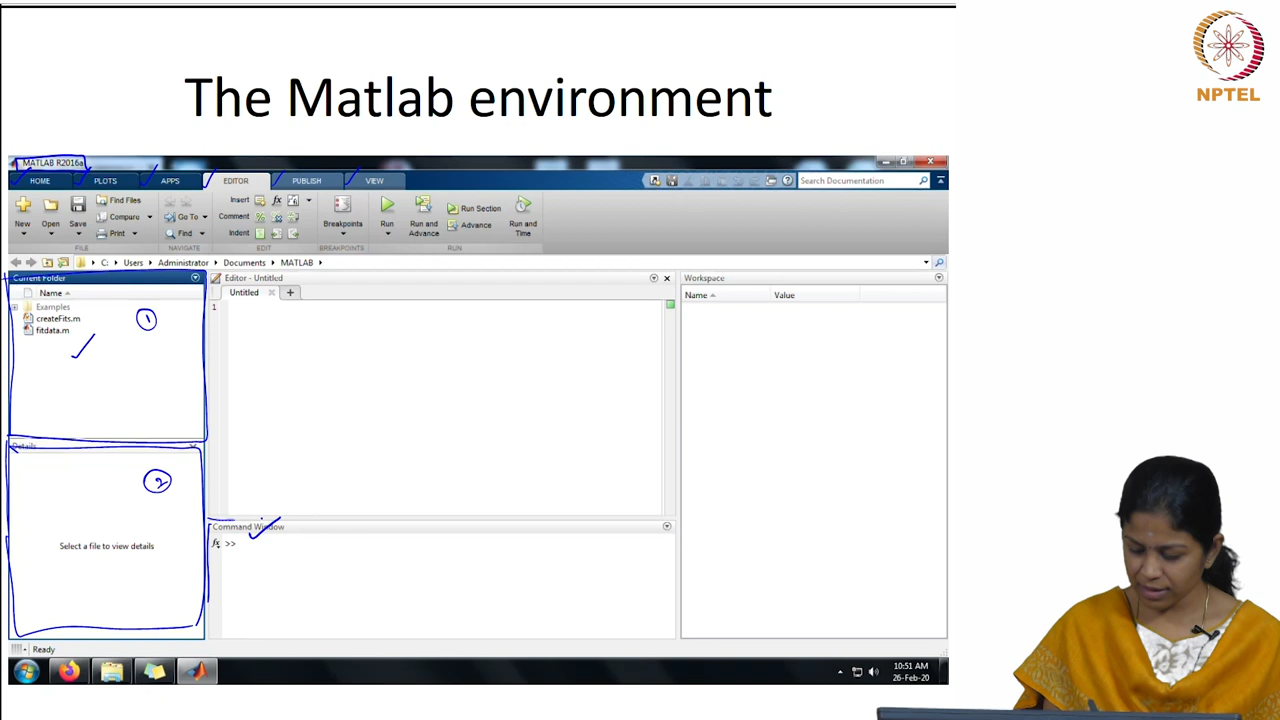 The Matlab environment
NPTEL
MATLAB R2016a
HOME PLOTS APPS EDITOR PUBLISH VIEW Search Documentation
New Open Save Find Files Compare Print Go To Find Insert Comment Indent fx Breakpoints Run Run and Advance Run Section Advance Run and Time
FILE NAVIGATE EDIT BREAKPOINTS RUN
C: Users Administrator Documents MATLAB
Current Folder
Name
Examples
createFits.m
fitdata.m
1
Details
2
Select a file to view details
Editor - Untitled
Untitled +
1
Command Window
fx >>
Workspace
Name Value
Ready
10:51 AM
26-Feb-20